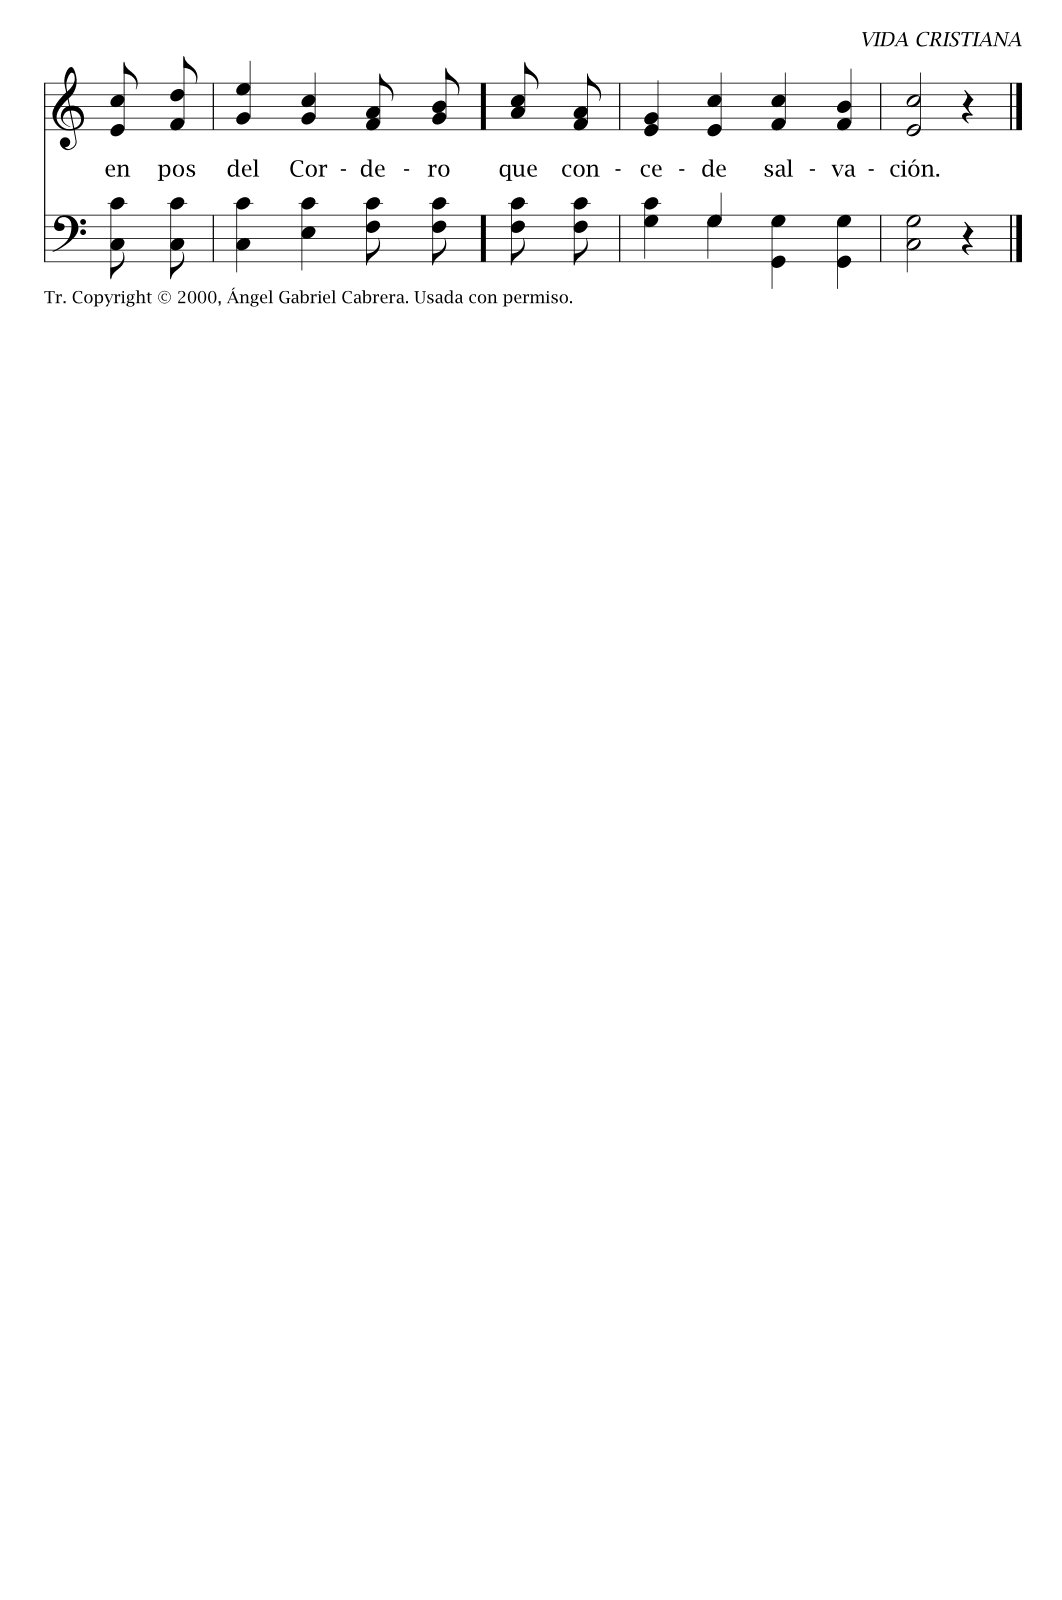 VIDA CRISTIANA
en pos del Cor - de - ro que con - ce - de sal - va - ción.
Tr. Copyright © 2000, Ángel Gabriel Cabrera. Usada con permiso.